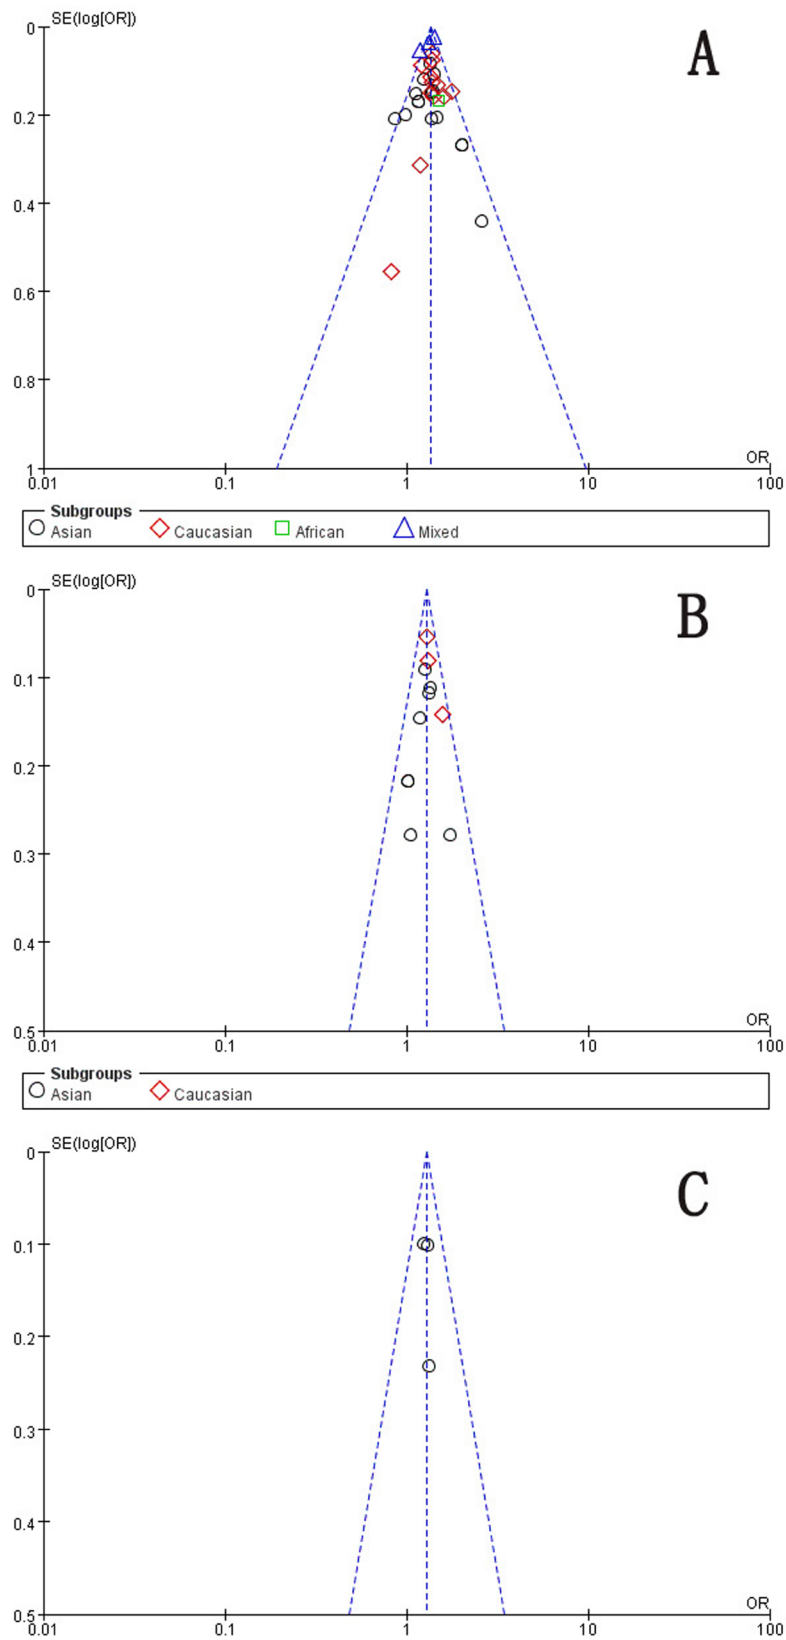 SE(log[OR])
A
0
0.2
0.4
0.6
0.8
1
OR
0.01 0.1 1 10 100
Subgroups
Asian Caucasian African Mixed
SE(log[OR])
B
0
0.1
0.2
0.3
0.4
0.5
OR
0.01 0.1 1 10 100
Subgroups
Asian Caucasian
SE(log[OR])
C
0
0.1
0.2
0.3
0.4
0.5
OR
0.01 0.1 1 10 100